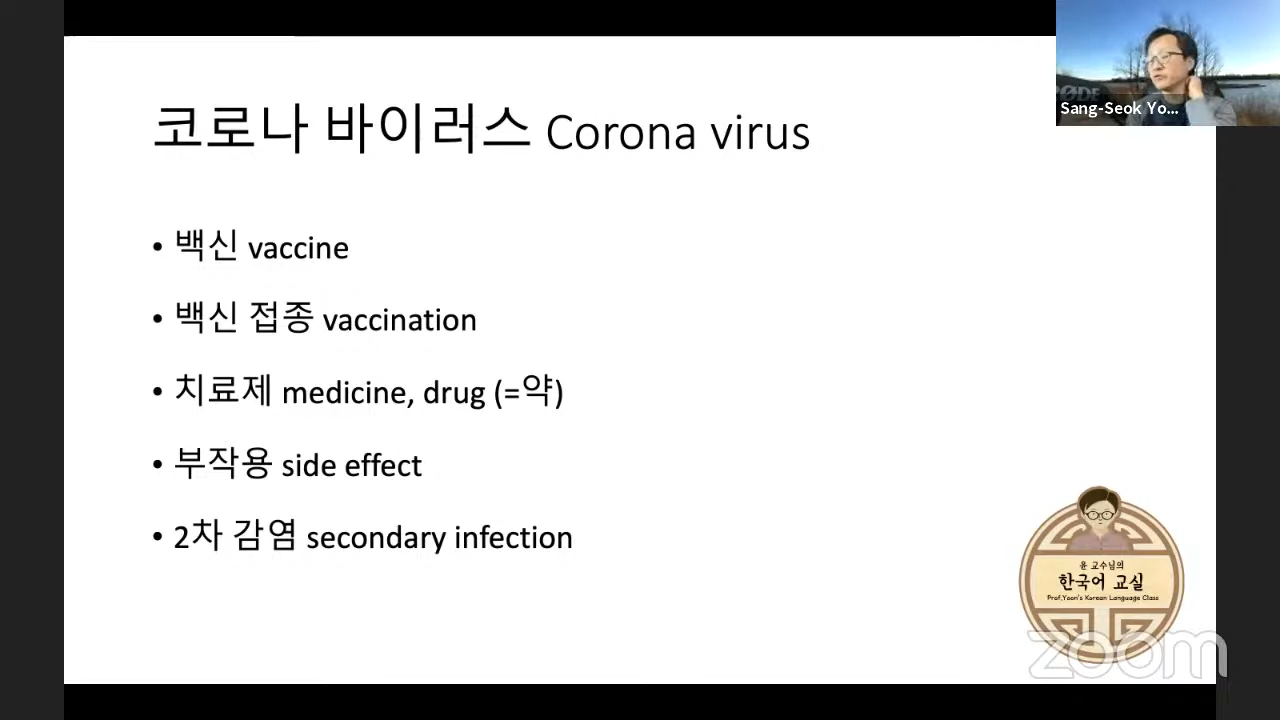 Sang-Seok Yo...
코로나 바이러스 Corona virus
• 백신 vaccine
• 백신 접종 vaccination
• 치료제 medicine, drug (=약)
• 부작용 side effect
• 2차 감염 secondary infection
윤 교수님의
한국어 교실
Prof.Yoon's Korean Language Class
zoom